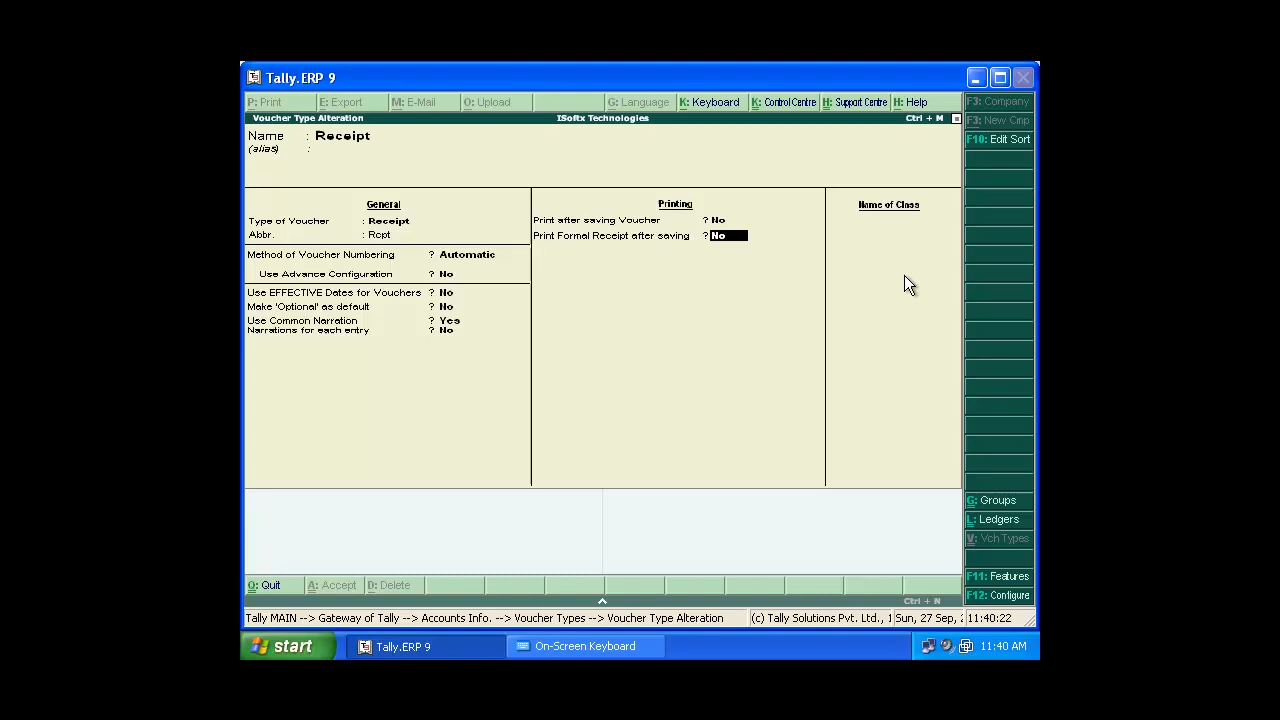 Tally.ERP 9
P: Print E: Export M: E-Mail O: Upload G: Language K: Keyboard K: Control Centre H: Support Centre H: Help
F3: Company
Voucher Type Alteration ISoftx Technologies Ctrl + M
F3: New Cmp
Name : Receipt
(alias) :
F10: Edit Sort
General
Type of Voucher : Receipt
Abbr. : Rcpt
Method of Voucher Numbering ? Automatic
Use Advance Configuration ? No
Use EFFECTIVE Dates for Vouchers ? No
Make 'Optional' as default ? No
Use Common Narration ? Yes
Narrations for each entry ? No
Printing
Print after saving Voucher ? No
Print Formal Receipt after saving ? No
Name of Class
G: Groups
L: Ledgers
V: Vch Types
F11: Features
F12: Configure
Q: Quit A: Accept D: Delete
Ctrl + N
Tally MAIN --> Gateway of Tally --> Accounts Info. --> Voucher Types --> Voucher Type Alteration (c) Tally Solutions Pvt. Ltd., 1 Sun, 27 Sep, 11:40:22
start Tally.ERP 9 On-Screen Keyboard 11:40 AM